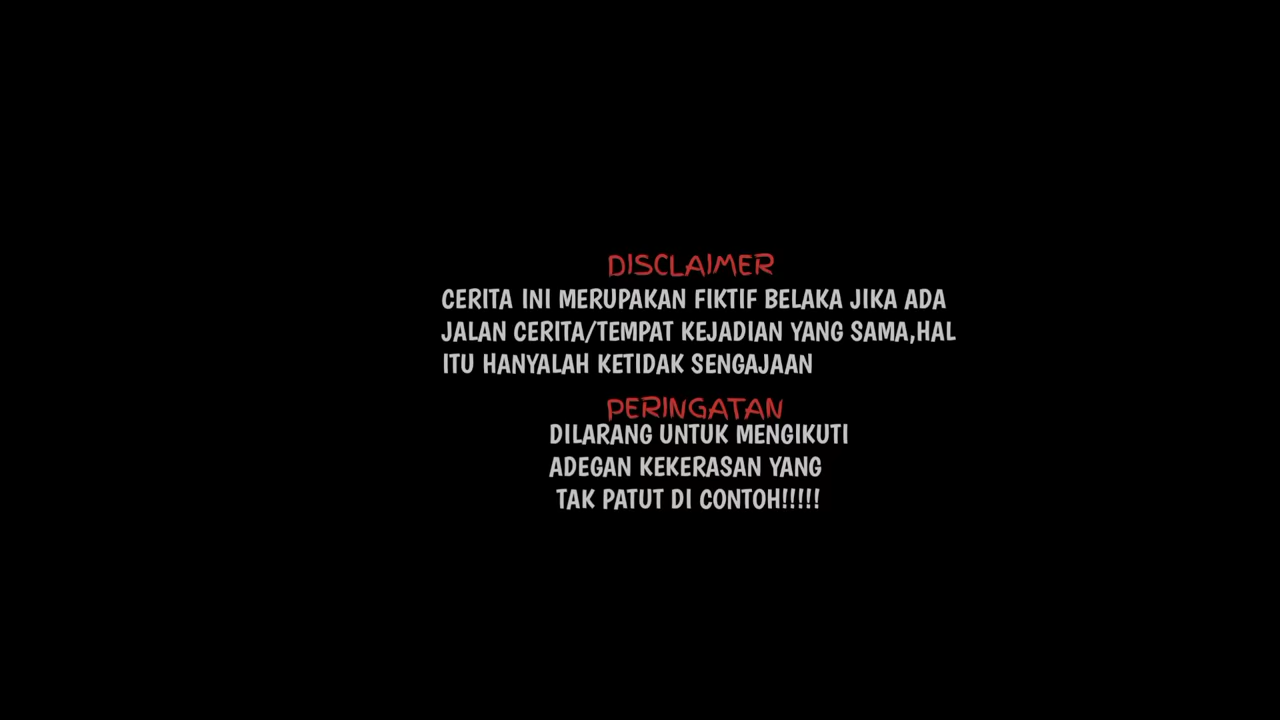 DISCLAIMER
CERITA INI MERUPAKAN FIKTIF BELAKA JIKA ADA
JALAN CERITA/TEMPAT KEJADIAN YANG SAMA,HAL
ITU HANYALAH KETIDAK SENGAJAAN
PERINGATAN
DILARANG UNTUK MENGIKUTI
ADEGAN KEKERASAN YANG
TAK PATUT DI CONTOH!!!!!